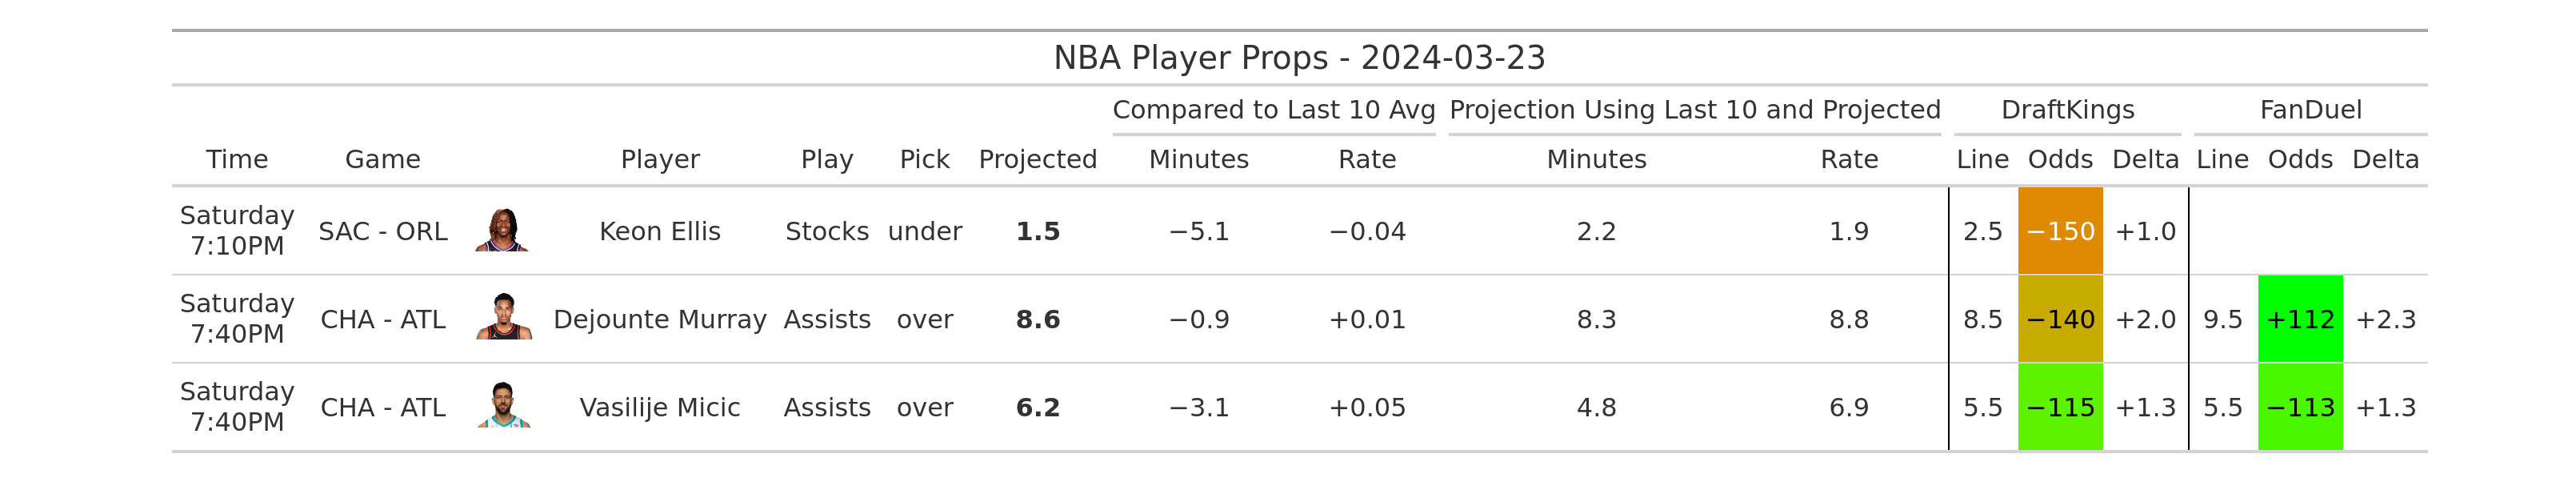 NBA Player Props - 2024-03-23
Compared to Last 10 Avg Projection Using Last 10 and Projected DraftKings FanDuel
Time Game Player Play Pick Projected Minutes Rate Minutes Rate Line Odds Delta Line Odds Delta
Saturday
7:10PM SAC - ORL Keon Ellis Stocks under 1.5 −5.1 −0.04 2.2 1.9 2.5 −150 +1.0
Saturday
7:40PM CHA - ATL Dejounte Murray Assists over 8.6 −0.9 +0.01 8.3 8.8 8.5 −140 +2.0 9.5 +112 +2.3
Saturday
7:40PM CHA - ATL Vasilije Micic Assists over 6.2 −3.1 +0.05 4.8 6.9 5.5 −115 +1.3 5.5 −113 +1.3